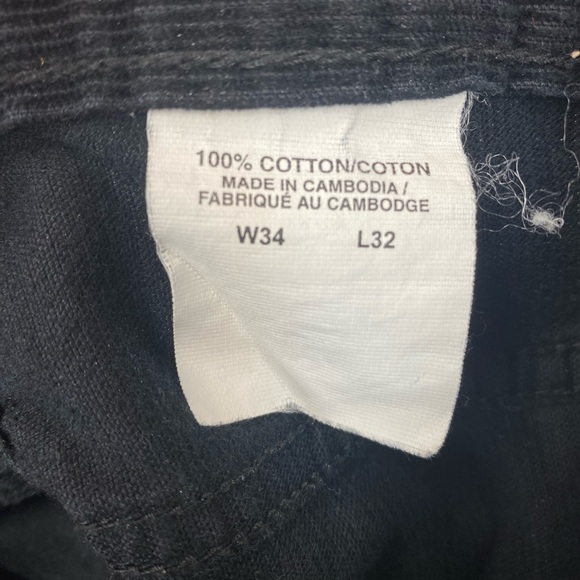 100% COTTON/COTON
MADE IN CAMBODIA /
FABRIQUÉ AU CAMBODGE
W34 L32